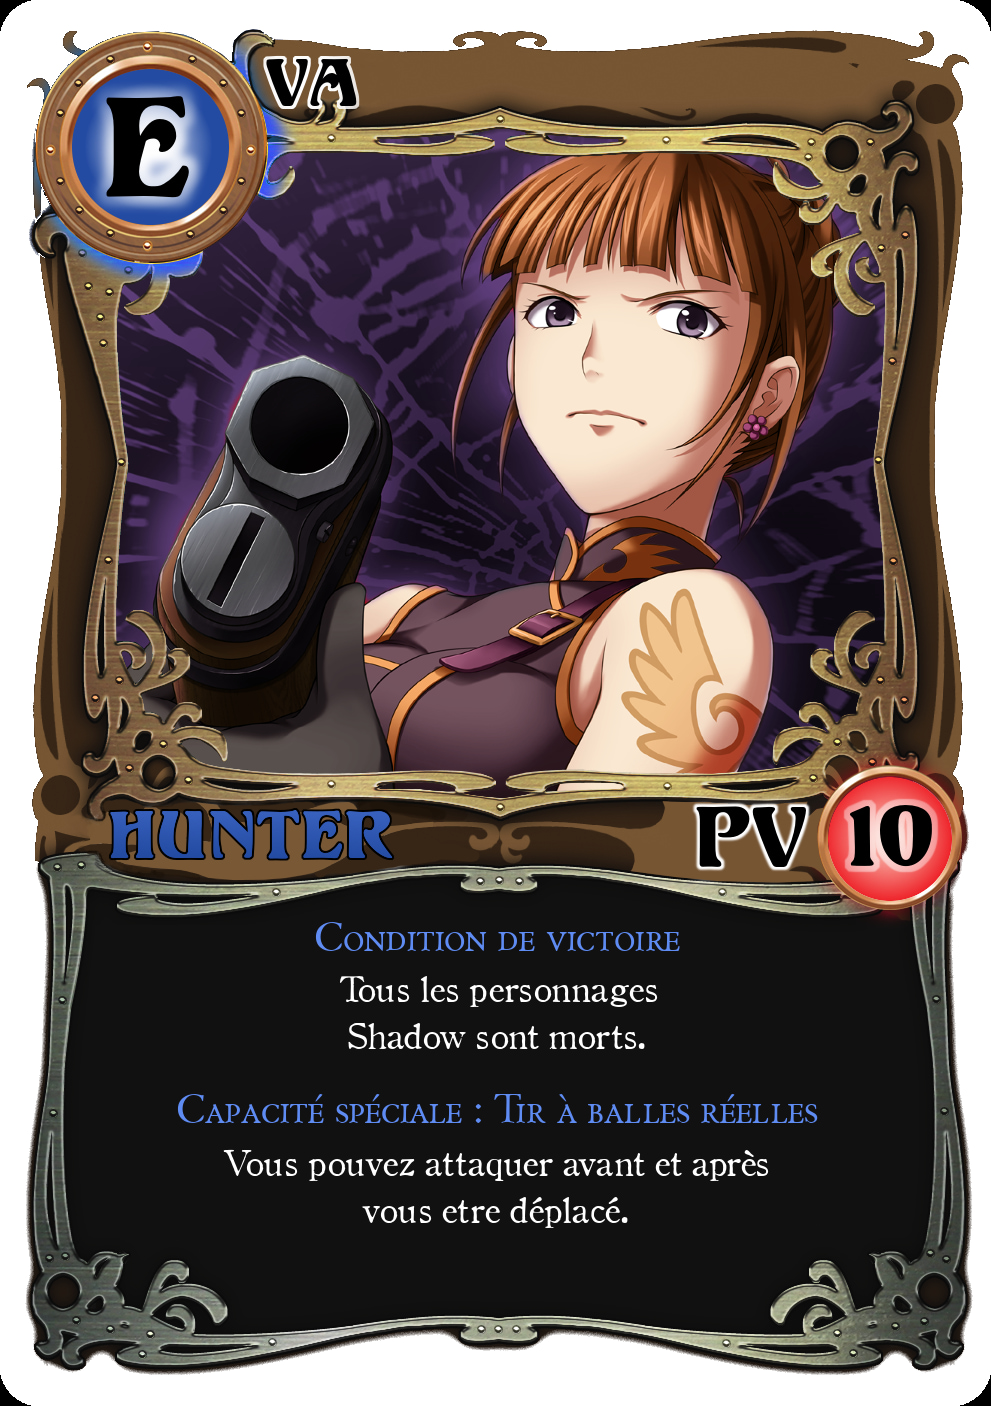 EVA
HUNTER
PV 10
Condition de victoire
Tous les personnages
Shadow sont morts.
Capacité spéciale : Tir à balles réelles
Vous pouvez attaquer avant et après
vous etre déplacé.